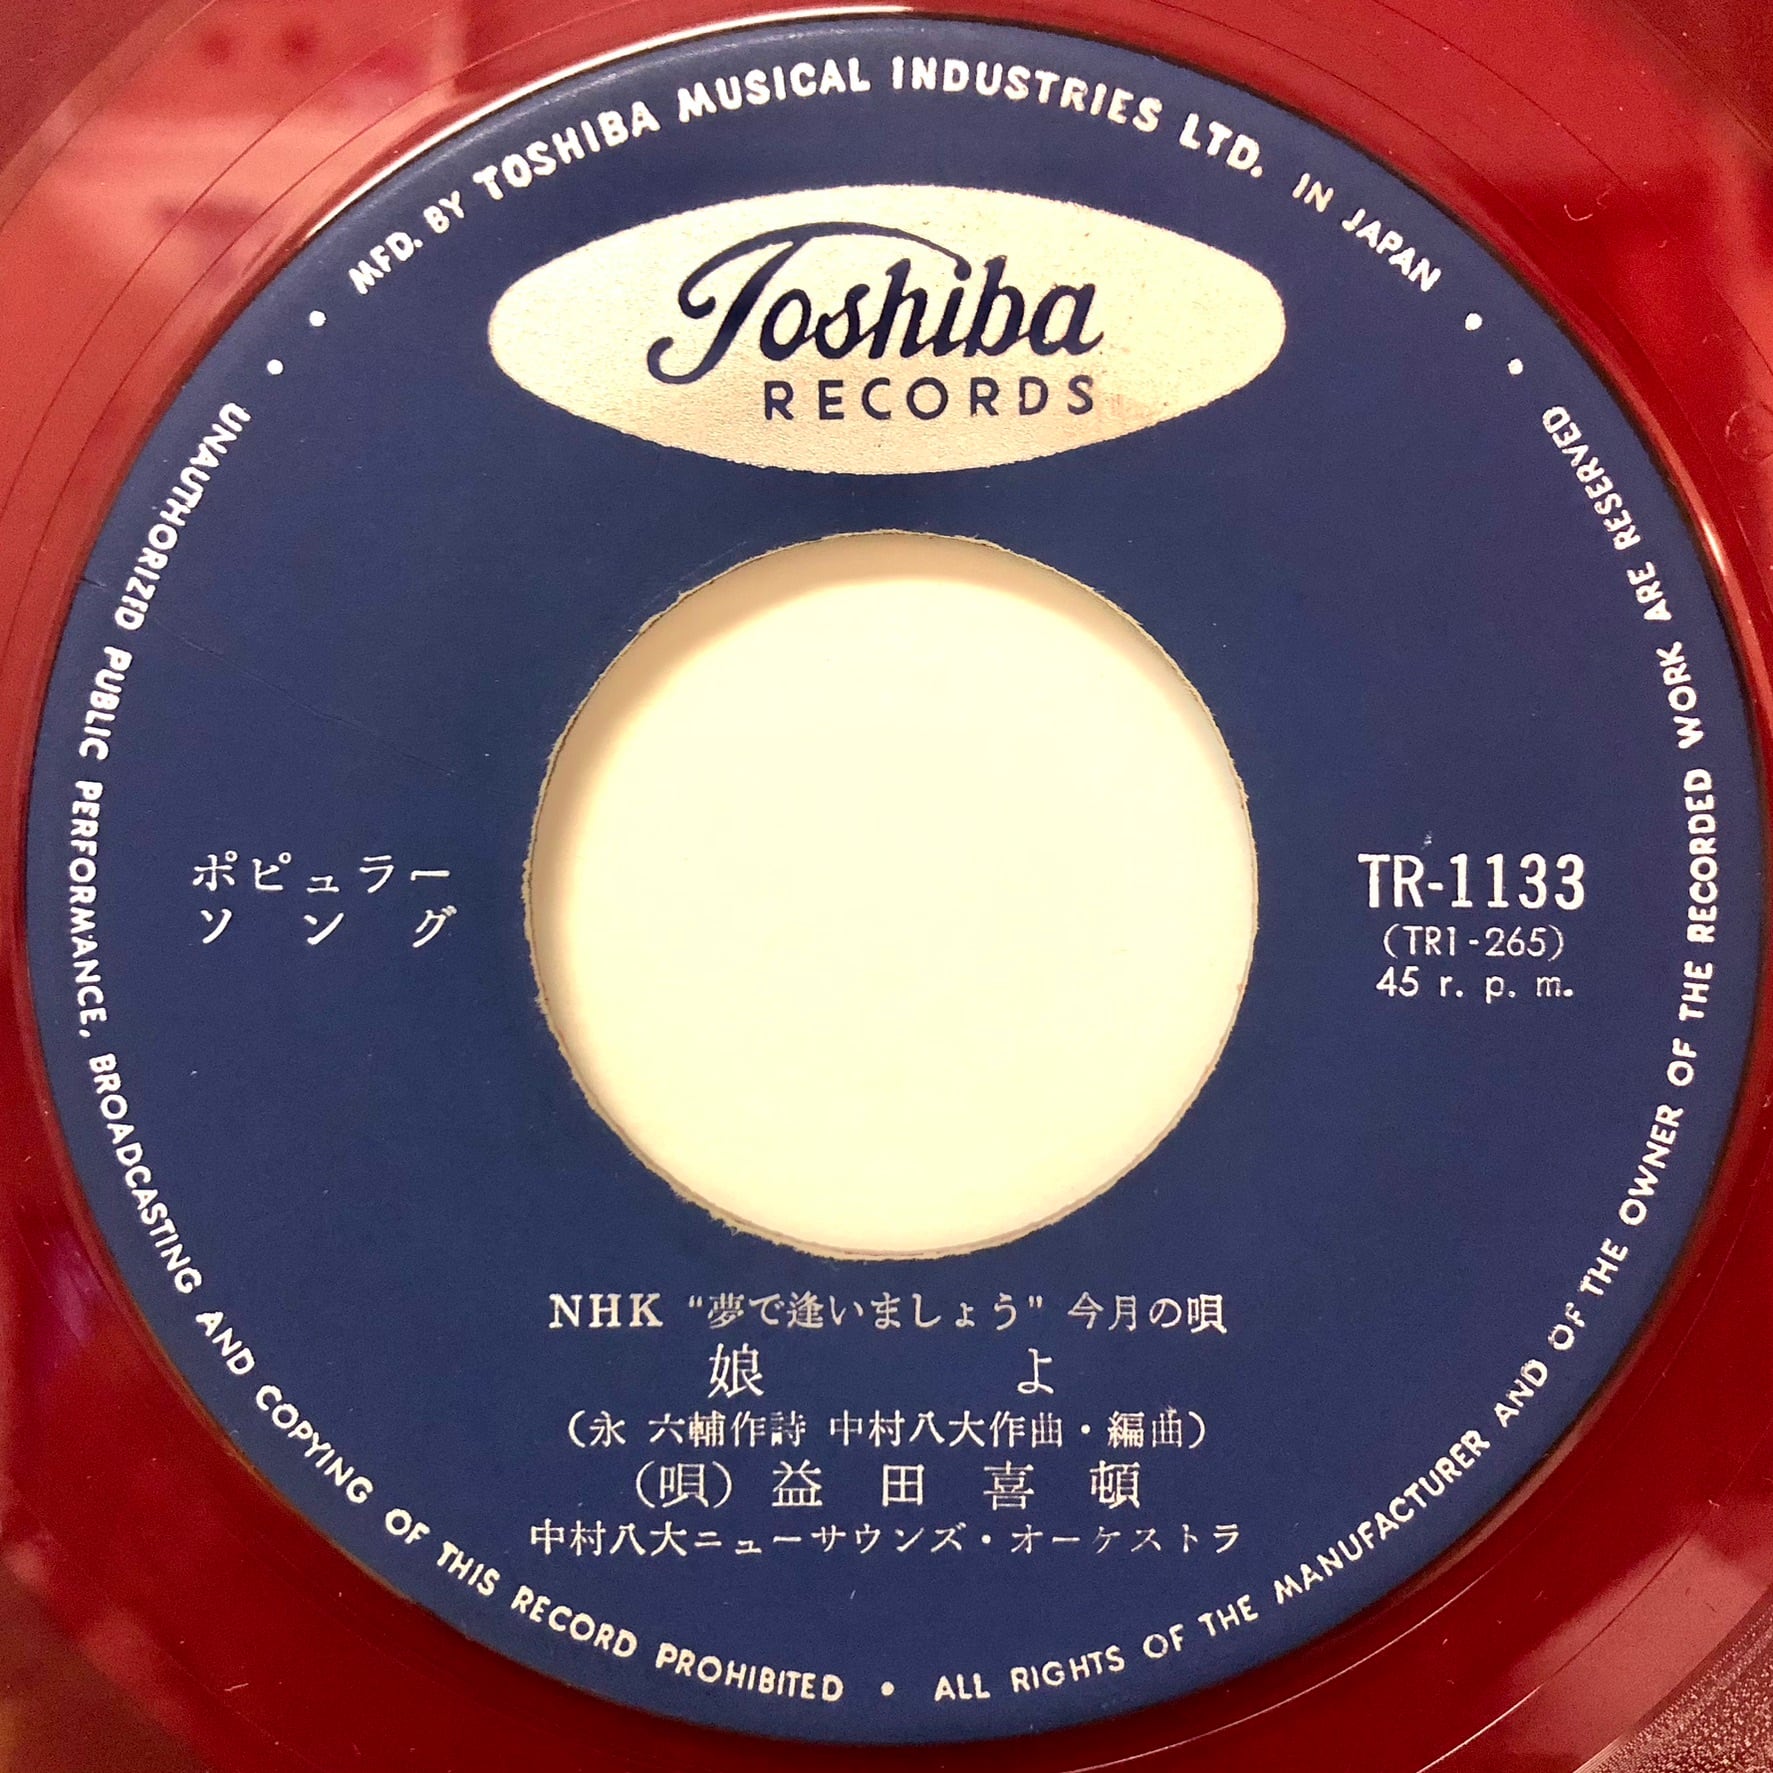 MFD. BY TOSHIBA MUSICAL INDUSTRIES LTD. IN JAPAN
Toshiba
RECORDS
ポピュラー
ソング
TR-1133
(TR1-265)
45 r. p. m.
NHK “夢で逢いましょう” 今月の唄
娘 よ
(永 六輔作詩 中村八大作曲・編曲)
(唄) 益田喜頓
中村八大ニューサウンズ・オーケストラ
UNAUTHORIZED PUBLIC PERFORMANCE, BROADCASTING AND COPYING OF THIS RECORD PROHIBITED • ALL RIGHTS OF THE MANUFACTURER AND OF THE OWNER OF THE RECORDED WORK ARE RESERVED